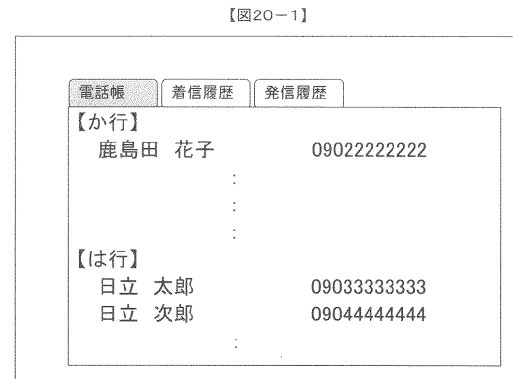 【図20－1】
電話帳 着信履歴 発信履歴
【か行】
鹿島田 花子 09022222222
:
:
:
【は行】
日立 太郎 09033333333
日立 次郎 09044444444
: